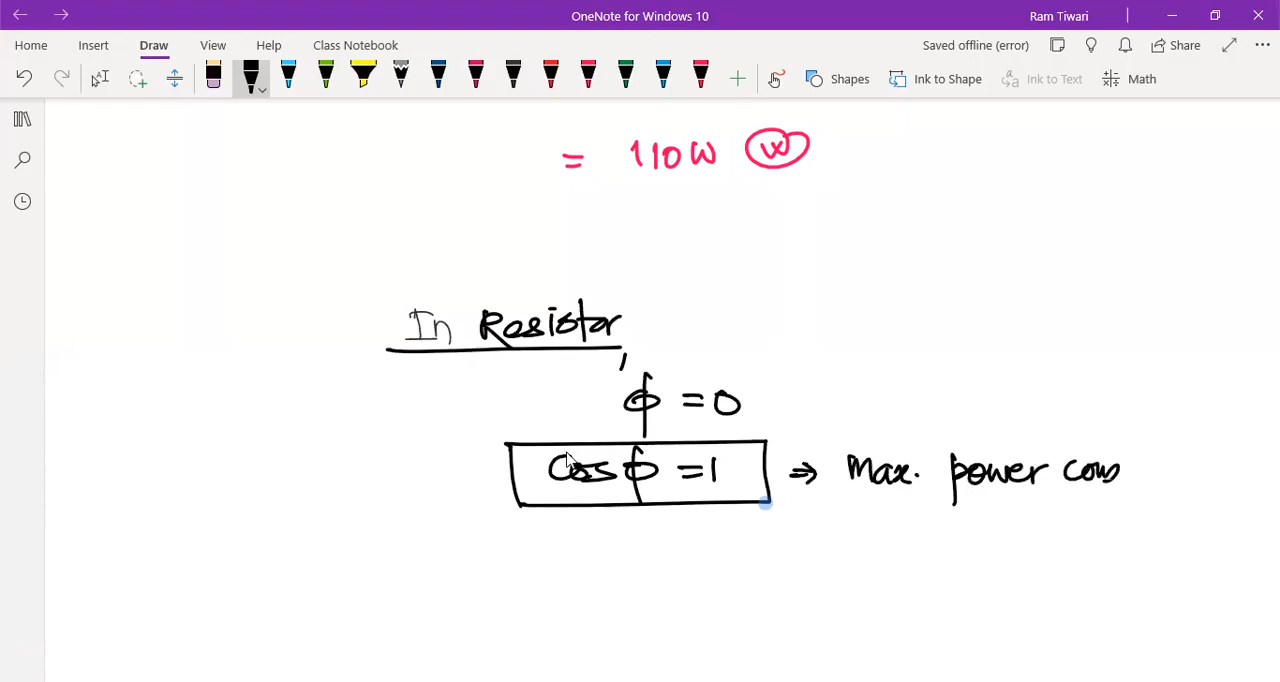 OneNote for Windows 10
Ram Tiwari
Home Insert Draw View Help Class Notebook
Saved offline (error) Share
Shapes Ink to Shape Ink to Text Math
= 110W W
In Resistor,
ϕ = 0
Cos ϕ = 1 ⇒ Max. power cons